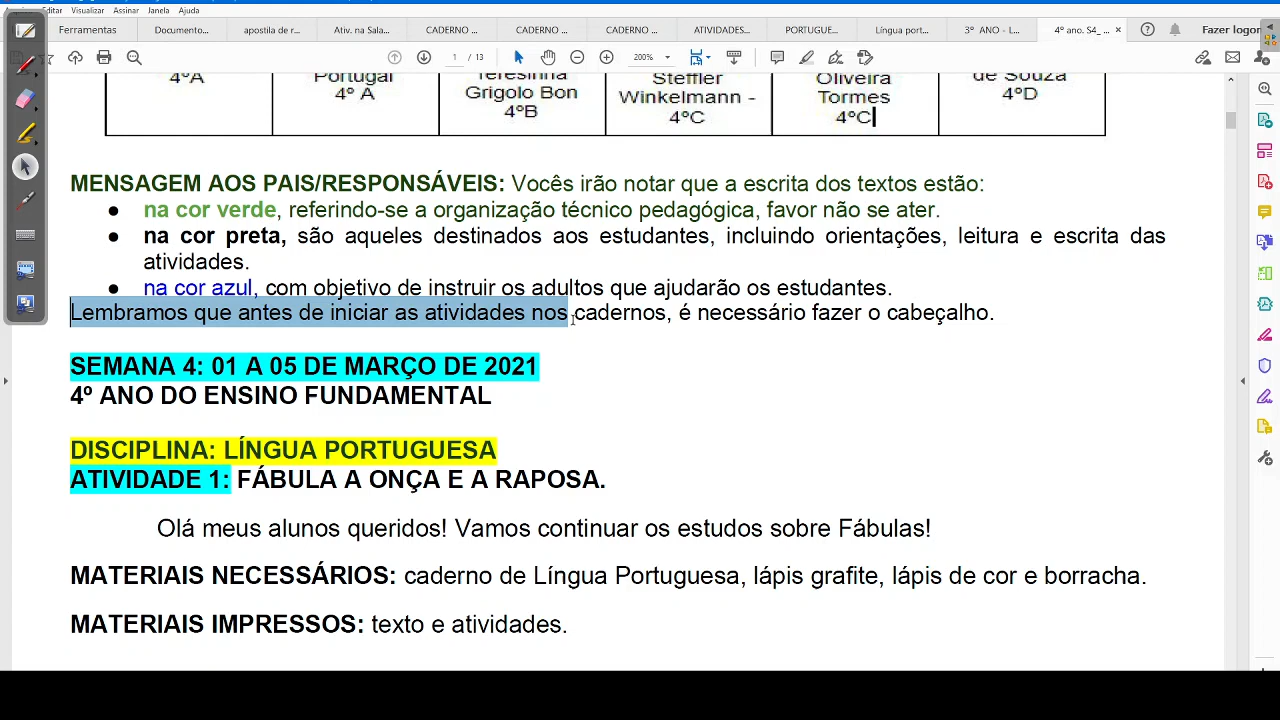 Editar Visualizar Assinar Janela Ajuda
Ferramentas Documento... apostila de r... Ativ. na Sala... CADERNO ... CADERNO ... CADERNO ... ATIVIDADES... PORTUGUE... Língua port... 3º ANO - L... 4º ano. S4_ ... × Fazer logon
1 / 13 200%
4ºA Portugal Teresinha Steffler Oliveira de Souza
4º A Grigolo Bon Winkelmann - Tormes 4ºD
4ºB 4ºC 4ºC
MENSAGEM AOS PAIS/RESPONSÁVEIS: Vocês irão notar que a escrita dos textos estão:
● na cor verde, referindo-se a organização técnico pedagógica, favor não se ater.
● na cor preta, são aqueles destinados aos estudantes, incluindo orientações, leitura e escrita das
atividades.
● na cor azul, com objetivo de instruir os adultos que ajudarão os estudantes.
Lembramos que antes de iniciar as atividades nos cadernos, é necessário fazer o cabeçalho.
SEMANA 4: 01 A 05 DE MARÇO DE 2021
4º ANO DO ENSINO FUNDAMENTAL
DISCIPLINA: LÍNGUA PORTUGUESA
ATIVIDADE 1: FÁBULA A ONÇA E A RAPOSA.
Olá meus alunos queridos! Vamos continuar os estudos sobre Fábulas!
MATERIAIS NECESSÁRIOS: caderno de Língua Portuguesa, lápis grafite, lápis de cor e borracha.
MATERIAIS IMPRESSOS: texto e atividades.